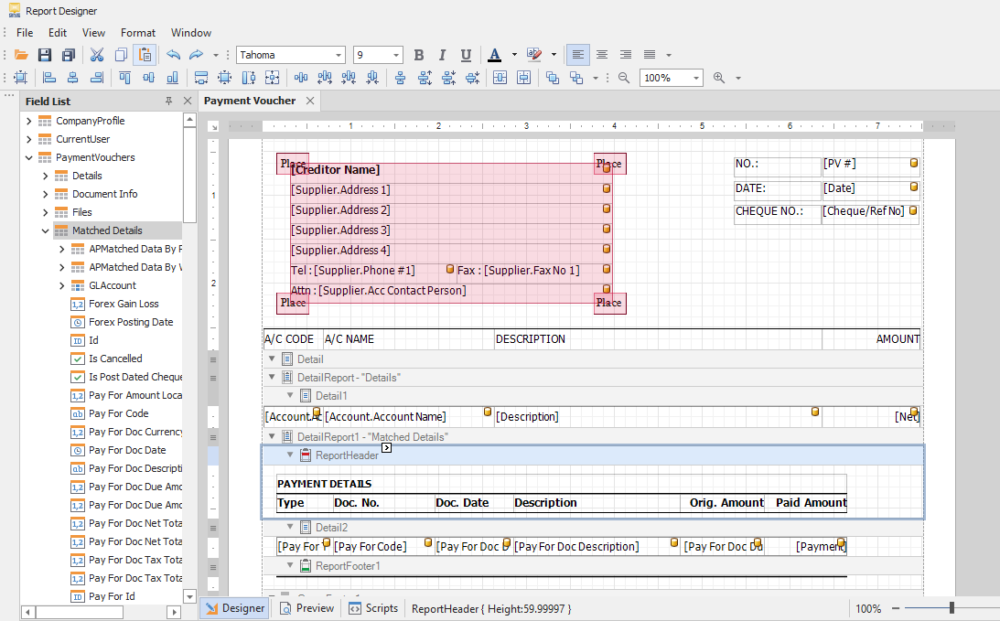 Report Designer
File Edit View Format Window
Tahoma 9 B I U A
100%
Field List
Payment Voucher
CompanyProfile
CurrentUser
PaymentVouchers
Details
Document Info
Files
Matched Details
APMatched Data By
APMatched Data By
GLAccount
Forex Gain Loss
Forex Posting Date
Id
Is Cancelled
Is Post Dated Cheque
Pay For Amount Loca
Pay For Code
Pay For Doc Currency
Pay For Doc Date
Pay For Doc Descripti
Pay For Doc Due Amo
Pay For Doc Due Amo
Pay For Doc Net Tota
Pay For Doc Net Tota
Pay For Doc Tax Tota
Pay For Doc Tax Tota
Pay For Id
1 2 3 4 5 6 7
1
2
Place Place
[Creditor Name]
[Supplier.Address 1]
[Supplier.Address 2]
[Supplier.Address 3]
[Supplier.Address 4]
Tel : [Supplier.Phone #1] Fax : [Supplier.Fax No 1]
Attn : [Supplier.Acc Contact Person]
Place Place
NO.: [PV #]
DATE: [Date]
CHEQUE NO.: [Cheque/Ref No]
A/C CODE A/C NAME DESCRIPTION AMOUNT
Detail
DetailReport - "Details"
Detail1
[Account.Ac [Account.Account Name] [Description] [Net]
DetailReport1 - "Matched Details"
ReportHeader
PAYMENT DETAILS
Type Doc. No. Doc. Date Description Orig. Amount Paid Amount
Detail2
[Pay For T [Pay For Code] [Pay For Doc D [Pay For Doc Description] [Pay For Doc Du [Payment]
ReportFooter1
Designer Preview Scripts ReportHeader { Height:59.99997 } 100%